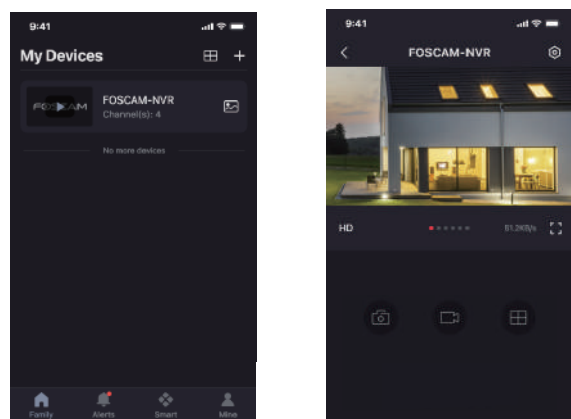 9:41
My Devices
FOSCAM
FOSCAM-NVR
Channel(s): 4
No more devices
Family
Alerts
Smart
Mine
9:41
FOSCAM-NVR
HD
51.2KB/s